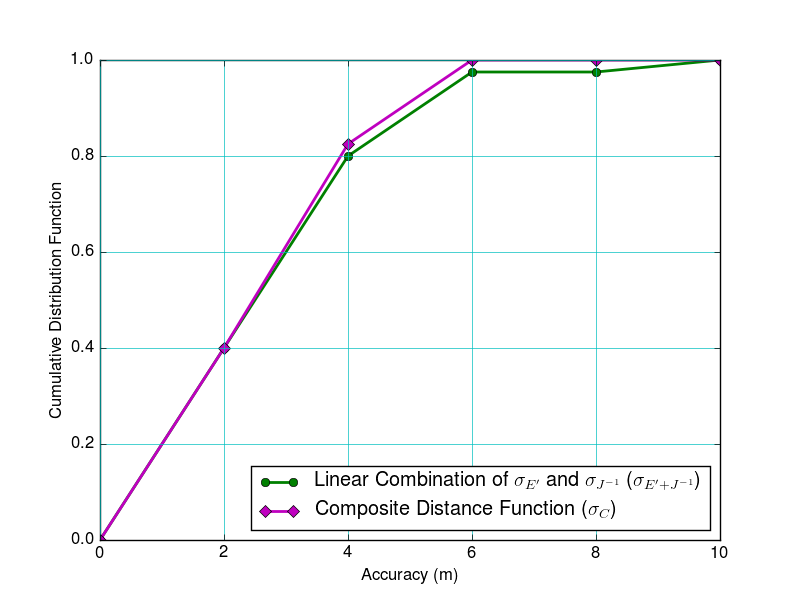 1.0
0.8
0.6
0.4
0.2
0.0
Cumulative Distribution Function
0 2 4 6 8 10
Accuracy (m)
Linear Combination of σ_{E′} and σ_{J⁻¹} (σ_{E′+J⁻¹})
Composite Distance Function (σ_C)